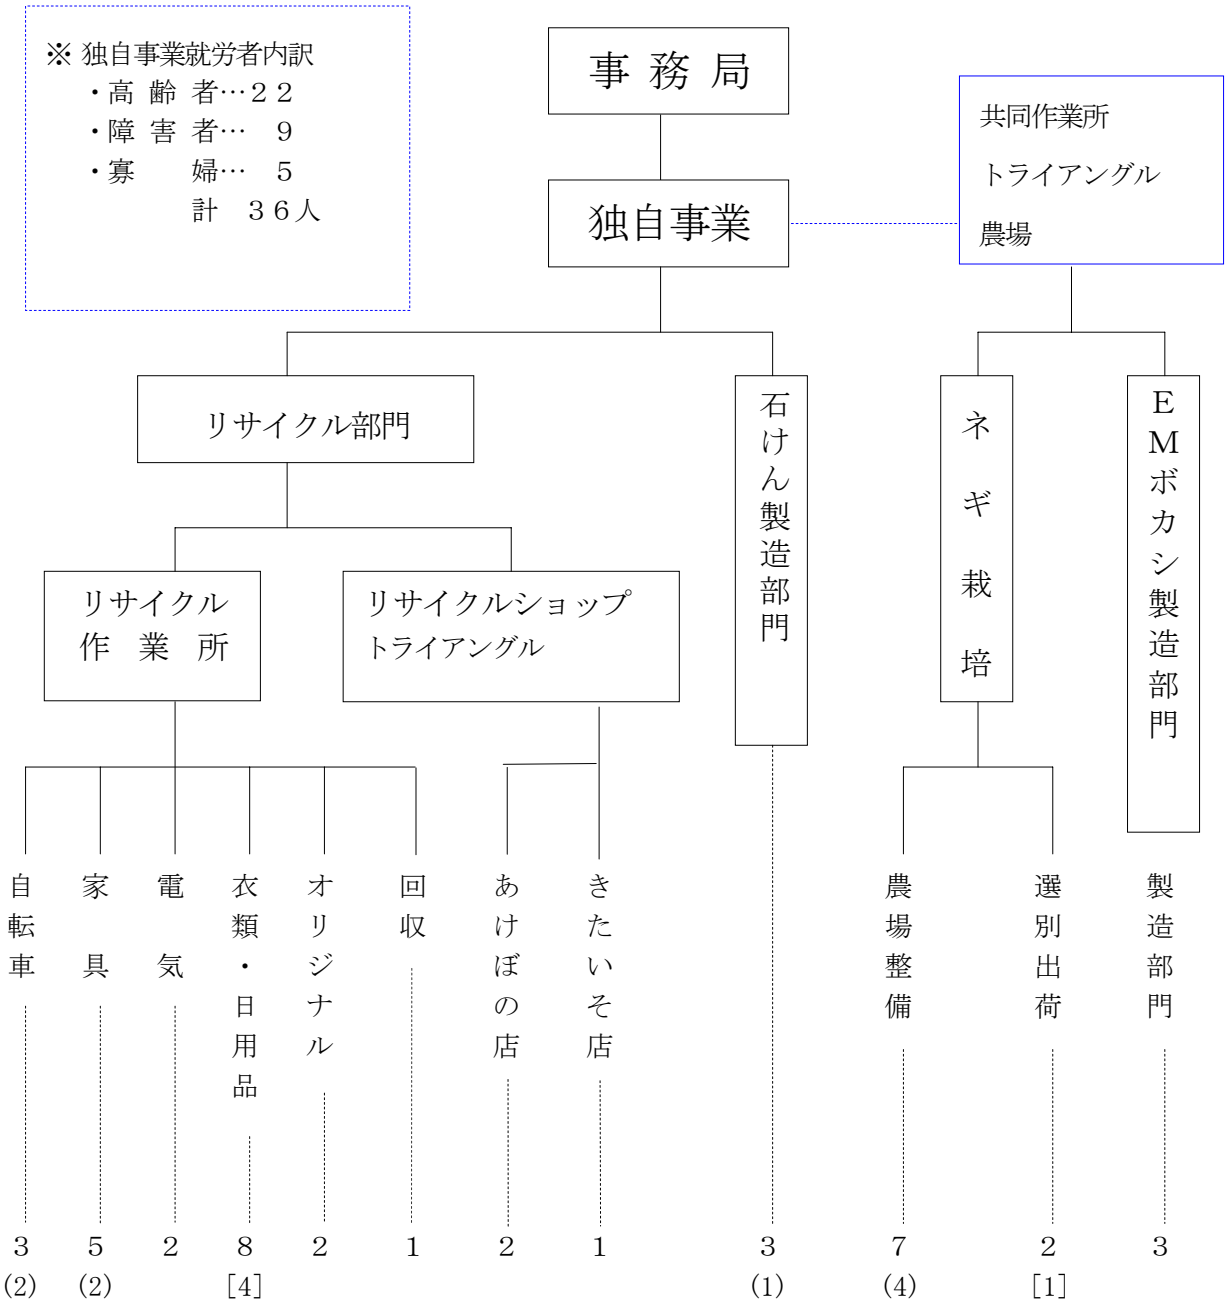 ※ 独自事業就労者内訳
・高 齢 者…２２
・障 害 者… ９
・寡 婦… ５
計 ３６人
事 務 局
独自事業
共同作業所
トライアングル
農場
リサイクル部門
石けん製造部門
ネギ栽培
ＥＭボカシ製造部門
リサイクル
作 業 所
リサイクルショップ
トライアングル
自転車
家 具
電 気
衣類・日用品
オリジナル
回収
あけぼの店
きたいそ店
農場整備
選別出荷
製造部門
３ ５ ２ ８ ２ １ ２ １ ３ ７ ２ ３
(2) (2) [4] (1) (4) [1]